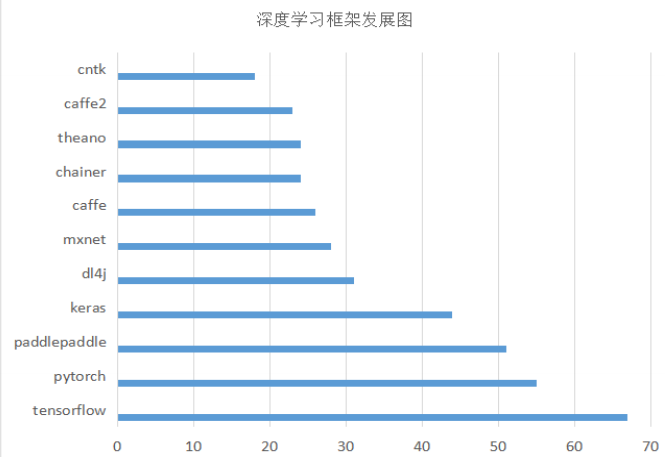 深度学习框架发展图
cntk
caffe2
theano
chainer
caffe
mxnet
dl4j
keras
paddlepaddle
pytorch
tensorflow
0 10 20 30 40 50 60 70